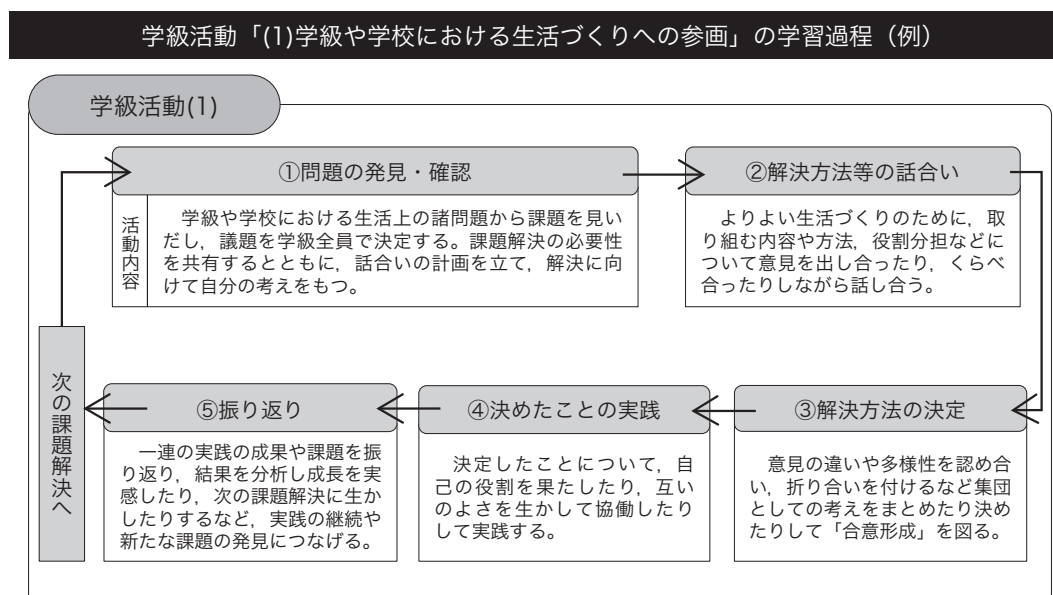 学級活動「(1)学級や学校における生活づくりへの参画」の学習過程（例）
学級活動(1)
①問題の発見・確認
活動内容
学級や学校における生活上の諸問題から課題を見い
だし，議題を学級全員で決定する。課題解決の必要性
を共有するとともに，話合いの計画を立て，解決に向
けて自分の考えをもつ。
②解決方法等の話合い
よりよい生活づくりのために，取
り組む内容や方法，役割分担などに
ついて意見を出し合ったり，くらべ
合ったりしながら話し合う。
③解決方法の決定
意見の違いや多様性を認め合
い，折り合いを付けるなど集団
としての考えをまとめたり決め
たりして「合意形成」を図る。
④決めたことの実践
決定したことについて，自
己の役割を果たしたり，互い
のよさを生かして協働したり
して実践する。
⑤振り返り
一連の実践の成果や課題を振
り返り，結果を分析し成長を実
感したり，次の課題解決に生か
したりするなど，実践の継続や
新たな課題の発見につなげる。
次の課題解決へ